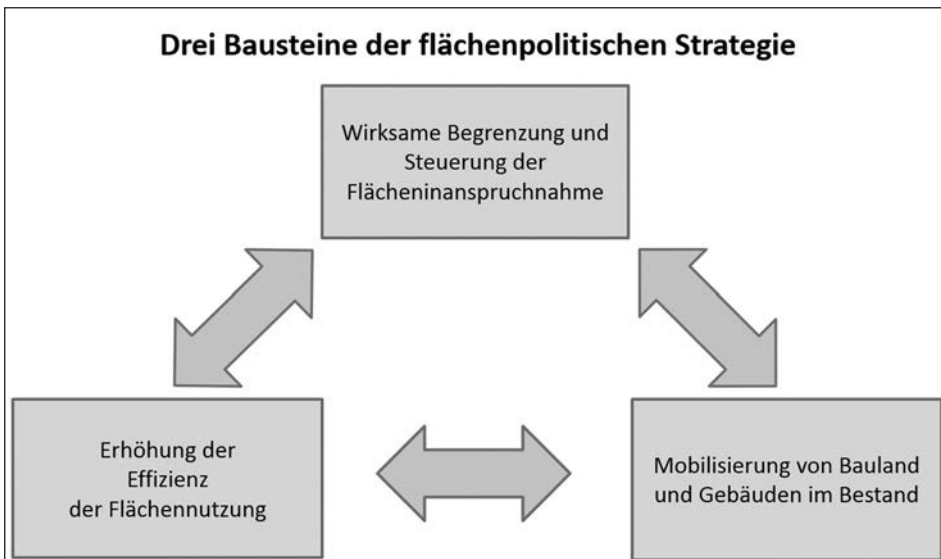 Drei Bausteine der flächenpolitischen Strategie
Wirksame Begrenzung und
Steuerung der
Flächeninanspruchnahme
Erhöhung der
Effizienz
der Flächennutzung
Mobilisierung von Bauland
und Gebäuden im Bestand